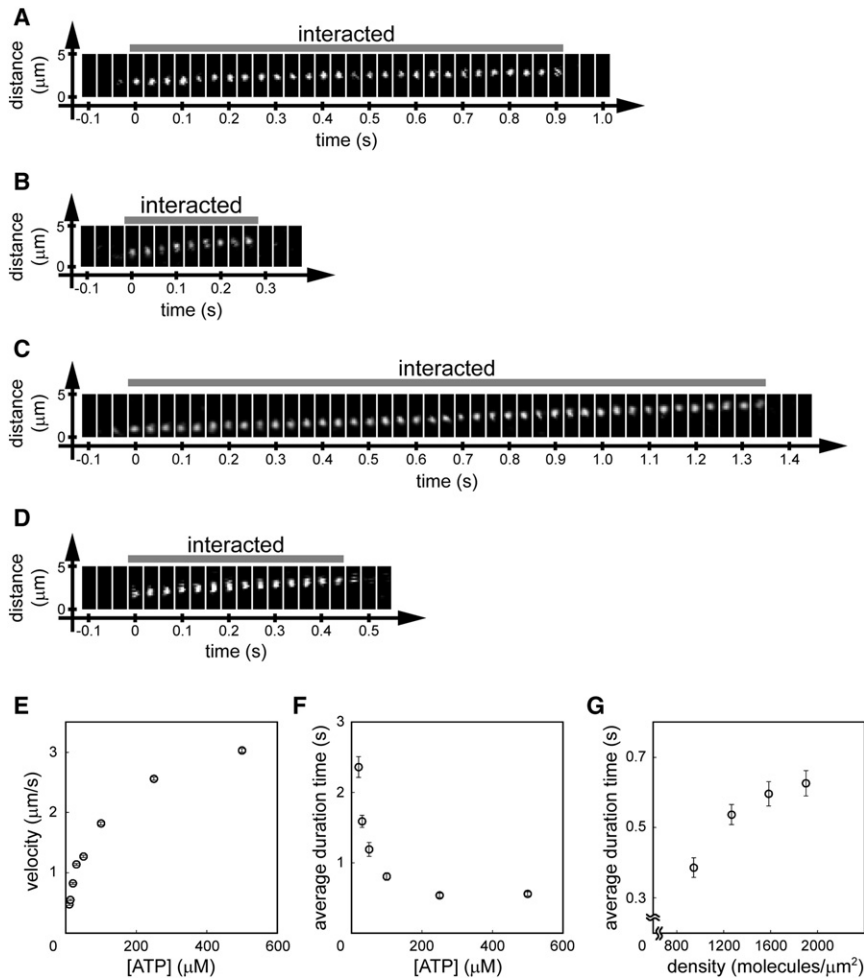 A
interacted
distance
(μm)
5
0
-0.1 0 0.1 0.2 0.3 0.4 0.5 0.6 0.7 0.8 0.9 1.0
time (s)
B
interacted
distance
(μm)
5
0
-0.1 0 0.1 0.2 0.3
time (s)
C
interacted
distance
(μm)
5
0
-0.1 0 0.1 0.2 0.3 0.4 0.5 0.6 0.7 0.8 0.9 1.0 1.1 1.2 1.3 1.4
time (s)
D
interacted
distance
(μm)
5
0
-0.1 0 0.1 0.2 0.3 0.4 0.5
time (s)
E
velocity (μm/s)
3
2
1
0
0 200 400 600
[ATP] (μM)
F
average duration time (s)
3
2
1
0
0 200 400 600
[ATP] (μM)
G
average duration time (s)
0.7
0.5
0.3
0
0 800 1200 1600 2000
density (molecules/μm²)